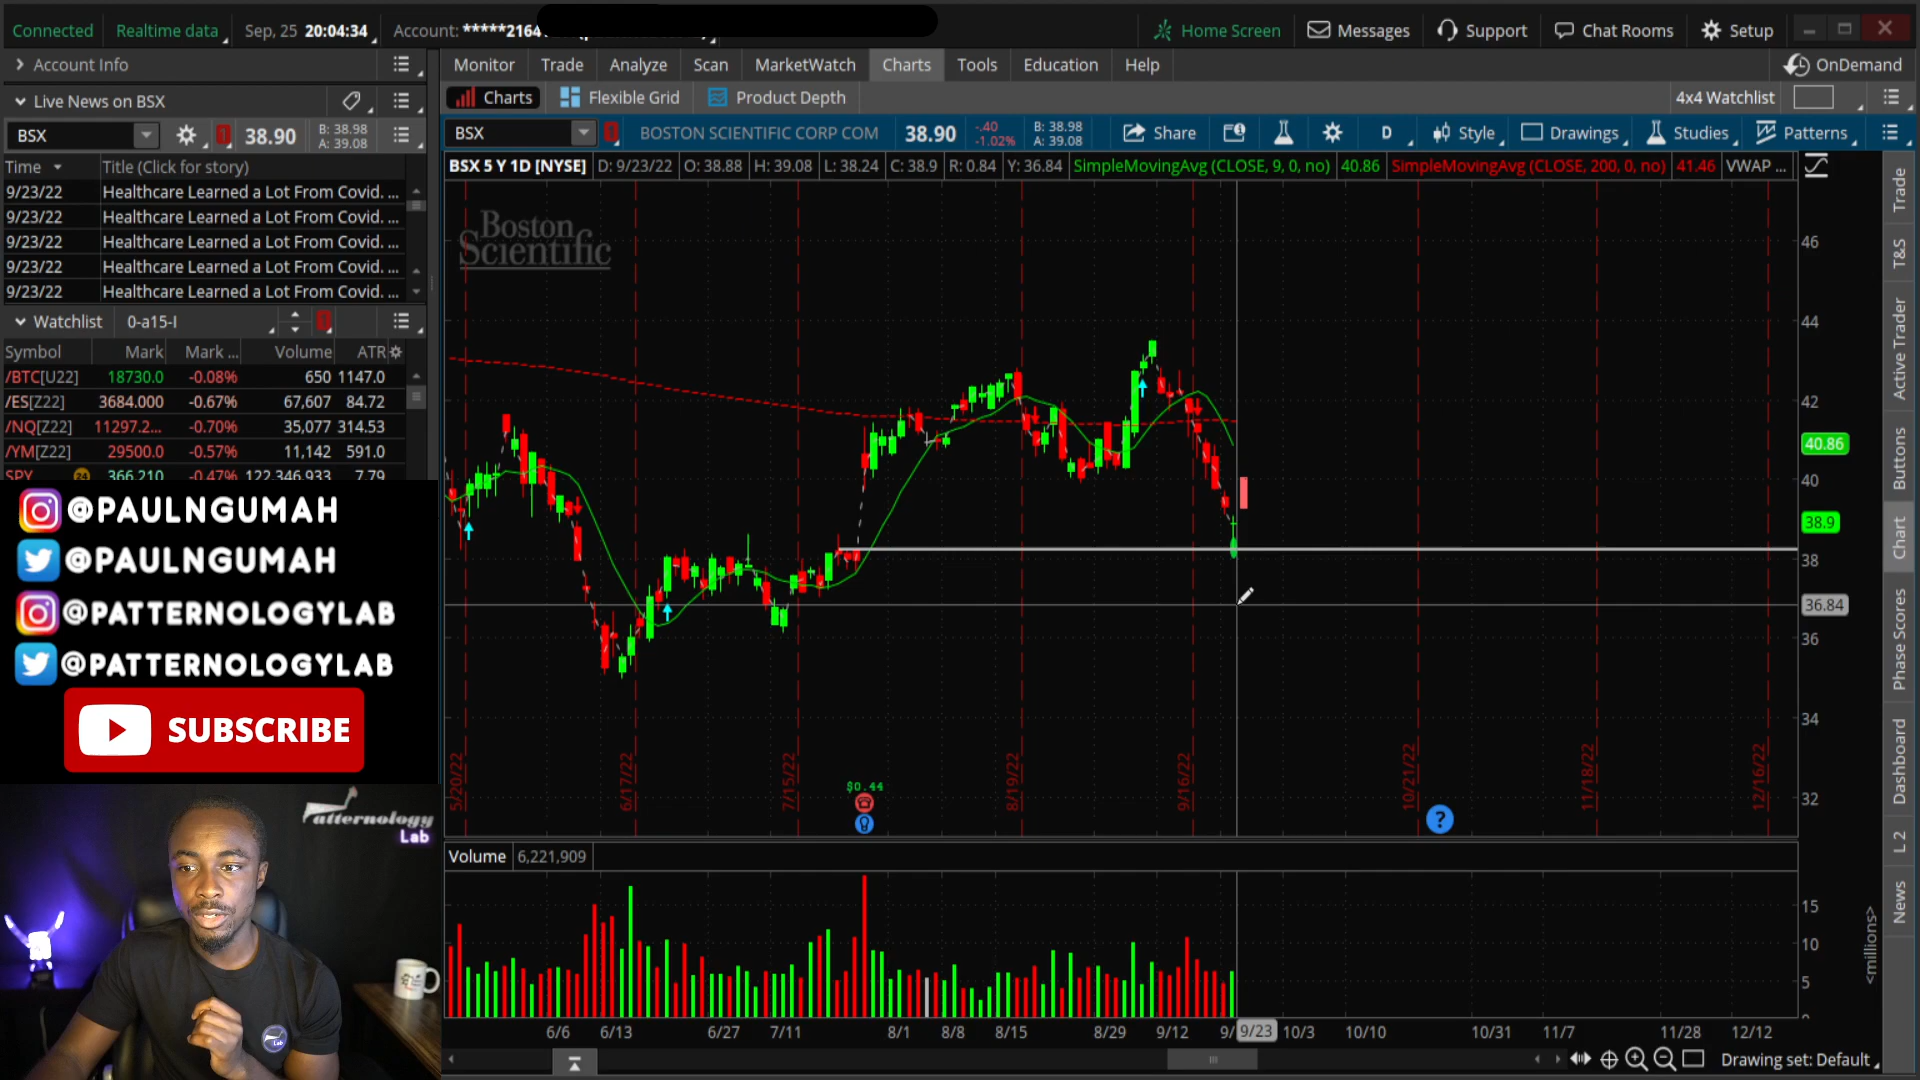 Connected Realtime data Sep, 25 20:04:34 Account: *****2164
Home Screen Messages Support Chat Rooms Setup
Account Info
Monitor Trade Analyze Scan MarketWatch Charts Tools Education Help OnDemand
Live News on BSX
Charts Flexible Grid Product Depth 4x4 Watchlist
BSX 38.90 B: 38.98 A: 39.08
BSX BOSTON SCIENTIFIC CORP COM 38.90 -.40 -1.02% B: 38.98 A: 39.08 Share D Style Drawings Studies Patterns
Time Title (Click for story)
BSX 5 Y 1D [NYSE] D: 9/23/22 O: 38.88 H: 39.08 L: 38.24 C: 38.9 R: 0.84 Y: 36.84 SimpleMovingAvg (CLOSE, 9, 0, no) 40.86 SimpleMovingAvg (CLOSE, 200, 0, no) 41.46 VWAP ...
9/23/22 Healthcare Learned a Lot From Covid. ...
9/23/22 Healthcare Learned a Lot From Covid. ...
9/23/22 Healthcare Learned a Lot From Covid. ...
9/23/22 Healthcare Learned a Lot From Covid. ...
9/23/22 Healthcare Learned a Lot From Covid. ...
Watchlist 0-a15-I
Symbol Mark Mark ... Volume ATR
/BTC[U22] 18730.0 -0.08% 650 1147.0
/ES[Z22] 3684.000 -0.67% 67,607 84.72
/NQ[Z22] 11297.2... -0.70% 35,077 314.53
/YM[Z22] 29500.0 -0.57% 11,142 591.0
SPY 24 366.210 -0.47% 122,346,933 7.79
@PAULNGUMAH
@PAULNGUMAH
@PATTERNOLOGYLAB
@PATTERNOLOGYLAB
SUBSCRIBE
Patternology
Lab
Lab
Boston
Scientific
46
44
42
40.86
40
38.9
38
36.84
36
34
32
5/20/22 6/17/22 7/15/22 8/19/22 9/16/22 10/21/22 11/18/22 12/16/22
$0.44
?
Volume 6,221,909
15
10
5
<millions>
6/6 6/13 6/27 7/11 8/1 8/8 8/15 8/29 9/12 9/ 9/23 10/3 10/10 10/31 11/7 11/28 12/12
Drawing set: Default
Trade
T&S
Active Trader
Buttons
Chart
Phase Scores
Dashboard
L 2
News